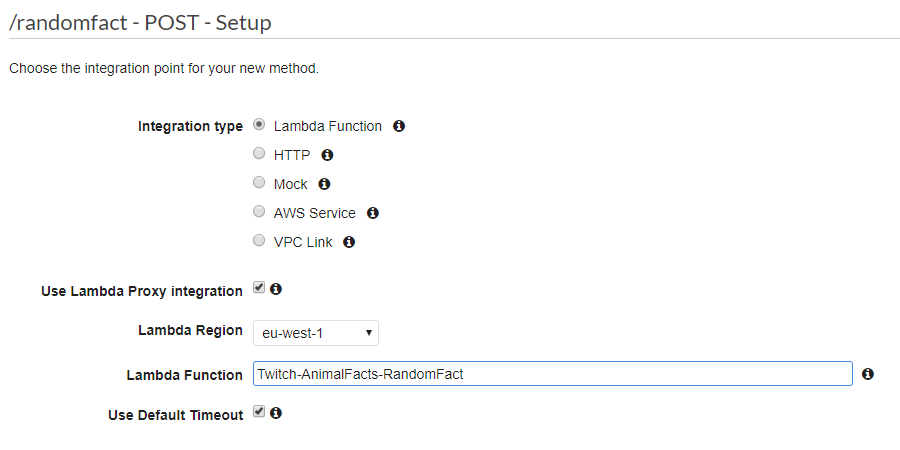 /randomfact - POST - Setup
Choose the integration point for your new method.
Integration type Lambda Function
HTTP
Mock
AWS Service
VPC Link
Use Lambda Proxy integration
Lambda Region eu-west-1
Lambda Function Twitch-AnimalFacts-RandomFact
Use Default Timeout